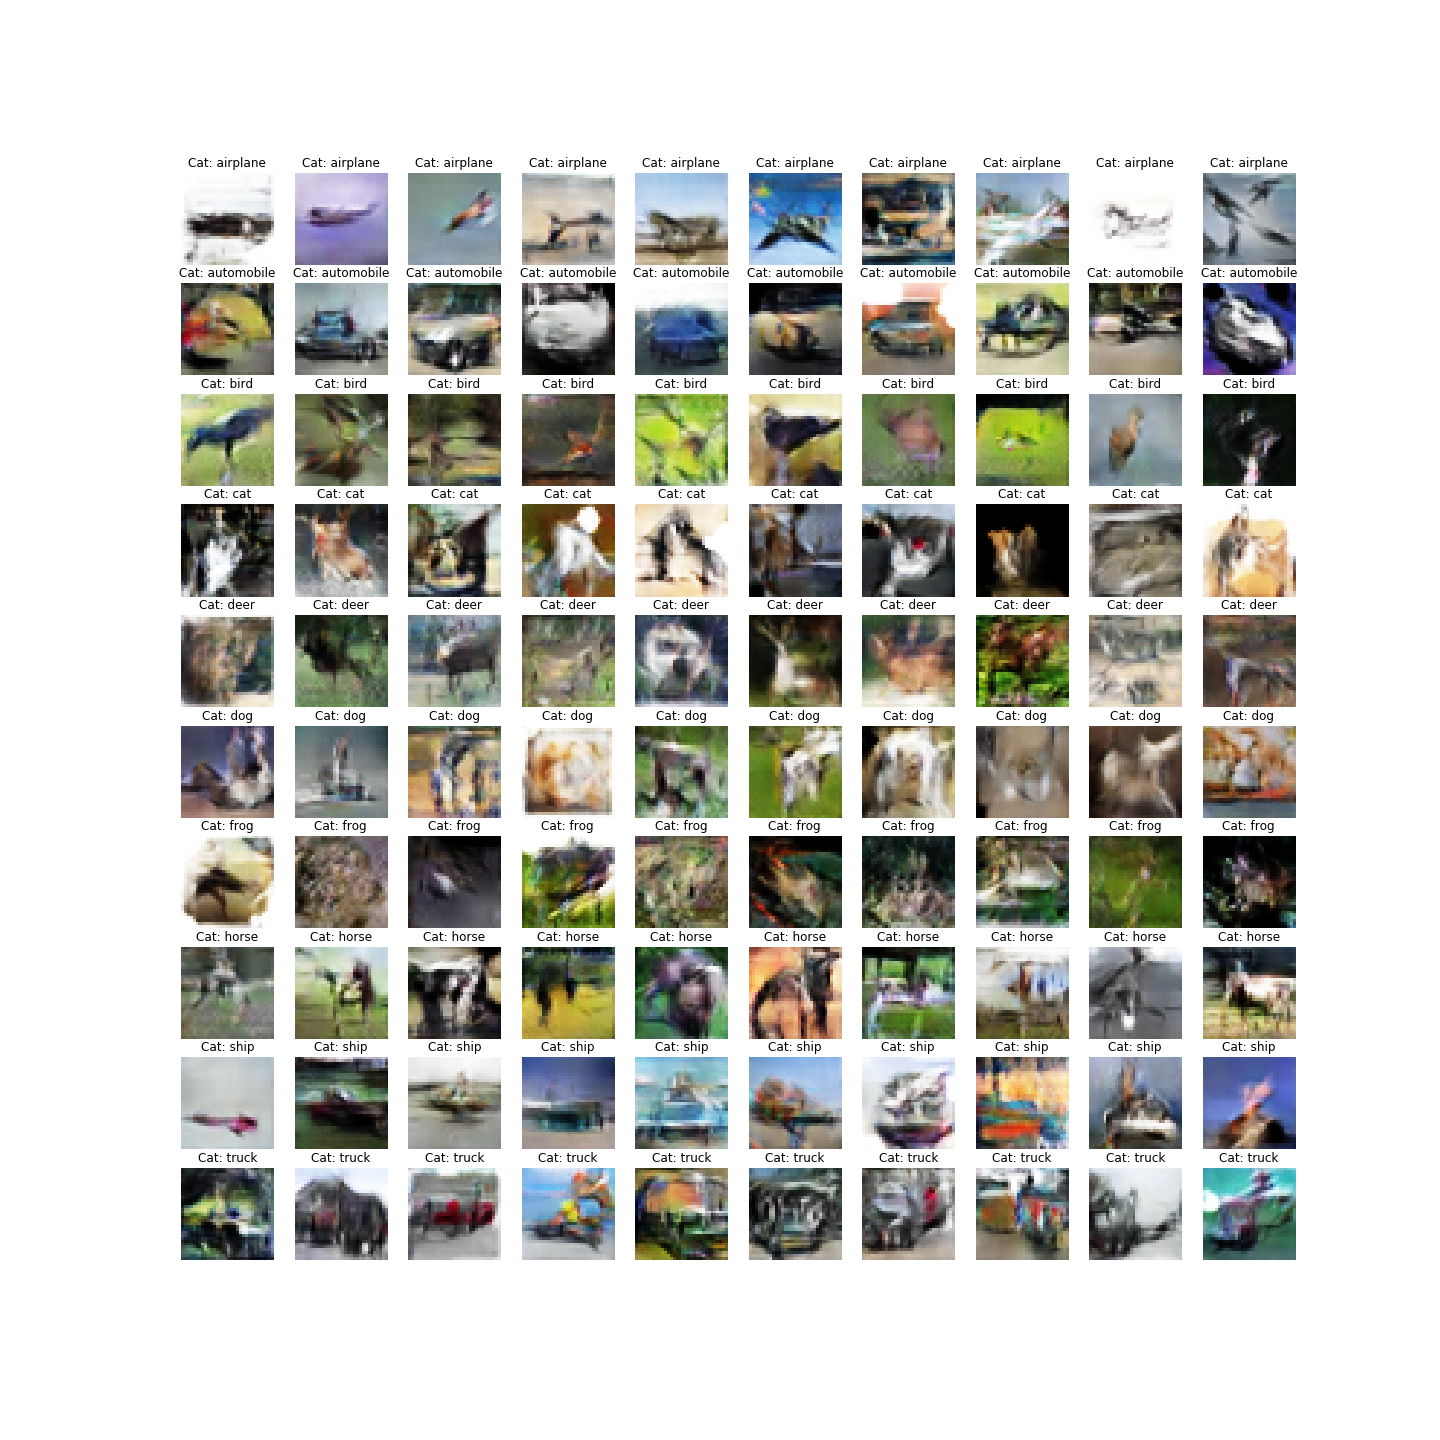 Cat: airplane Cat: airplane Cat: airplane Cat: airplane Cat: airplane Cat: airplane Cat: airplane Cat: airplane Cat: airplane Cat: airplane
Cat: automobile Cat: automobile Cat: automobile Cat: automobile Cat: automobile Cat: automobile Cat: automobile Cat: automobile Cat: automobile Cat: automobile
Cat: bird Cat: bird Cat: bird Cat: bird Cat: bird Cat: bird Cat: bird Cat: bird Cat: bird Cat: bird
Cat: cat Cat: cat Cat: cat Cat: cat Cat: cat Cat: cat Cat: cat Cat: cat Cat: cat Cat: cat
Cat: deer Cat: deer Cat: deer Cat: deer Cat: deer Cat: deer Cat: deer Cat: deer Cat: deer Cat: deer
Cat: dog Cat: dog Cat: dog Cat: dog Cat: dog Cat: dog Cat: dog Cat: dog Cat: dog Cat: dog
Cat: frog Cat: frog Cat: frog Cat: frog Cat: frog Cat: frog Cat: frog Cat: frog Cat: frog Cat: frog
Cat: horse Cat: horse Cat: horse Cat: horse Cat: horse Cat: horse Cat: horse Cat: horse Cat: horse Cat: horse
Cat: ship Cat: ship Cat: ship Cat: ship Cat: ship Cat: ship Cat: ship Cat: ship Cat: ship Cat: ship
Cat: truck Cat: truck Cat: truck Cat: truck Cat: truck Cat: truck Cat: truck Cat: truck Cat: truck Cat: truck